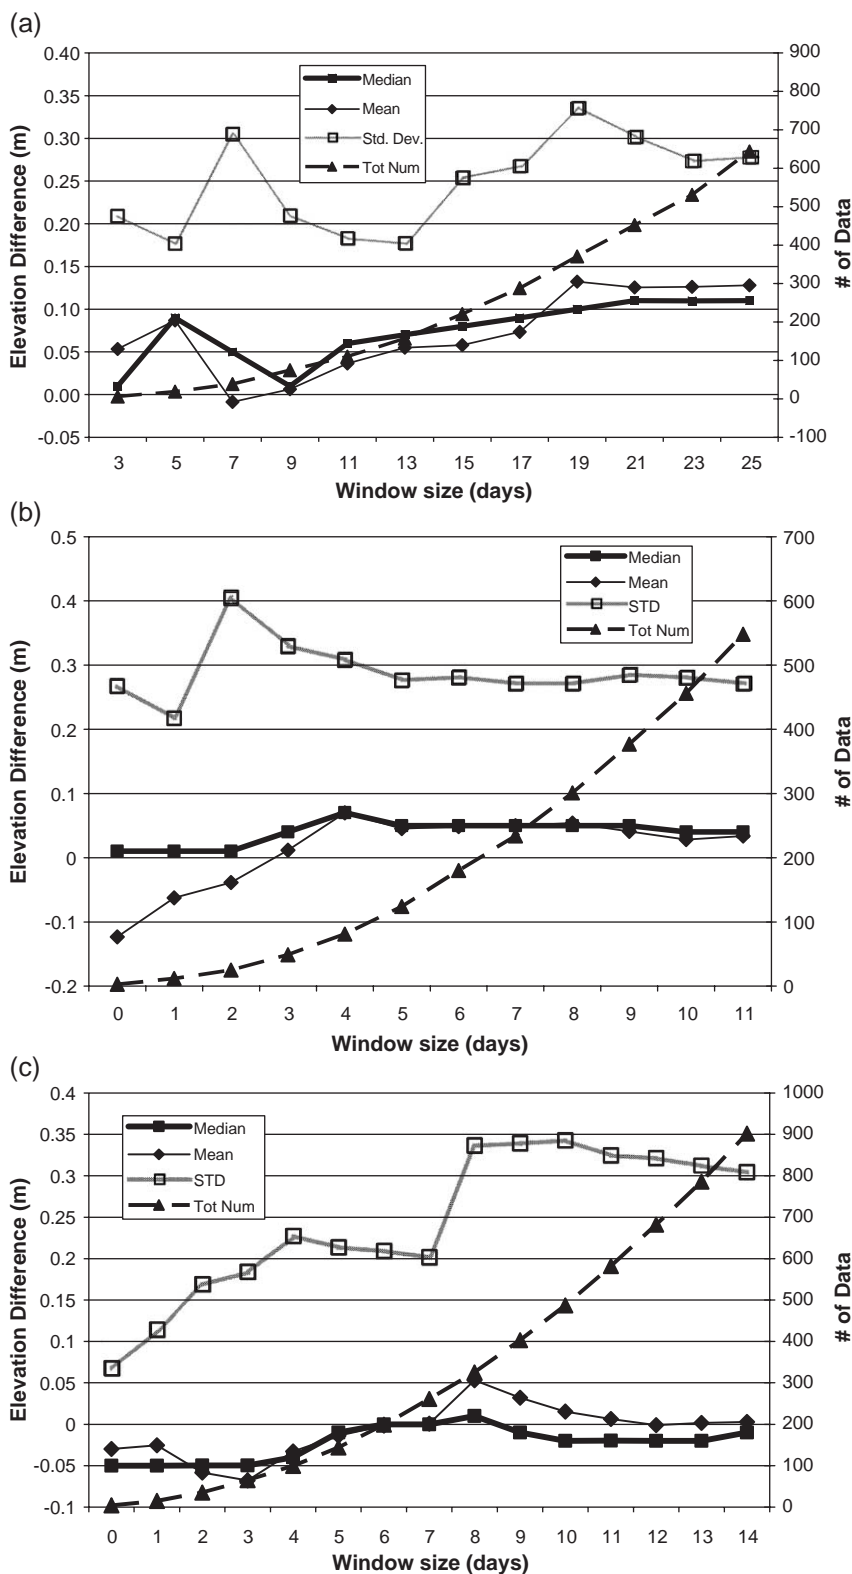 (a)
0.40
0.35
0.30
0.25
0.20
0.15
0.10
0.05
0.00
-0.05
Elevation Difference (m)
Median
Mean
Std. Dev.
Tot Num
900
800
700
600
500
400
300
200
100
0
-100
# of Data
3 5 7 9 11 13 15 17 19 21 23 25
Window size (days)
(b)
0.5
0.4
0.3
0.2
0.1
0
-0.1
-0.2
Elevation Difference (m)
Median
Mean
STD
Tot Num
700
600
500
400
300
200
100
0
# of Data
0 1 2 3 4 5 6 7 8 9 10 11
Window size (days)
(c)
0.4
0.35
0.3
0.25
0.2
0.15
0.1
0.05
0
-0.05
-0.1
Elevation Difference (m)
Median
Mean
STD
Tot Num
1000
900
800
700
600
500
400
300
200
100
0
# of Data
0 1 2 3 4 5 6 7 8 9 10 11 12 13 14
Window size (days)